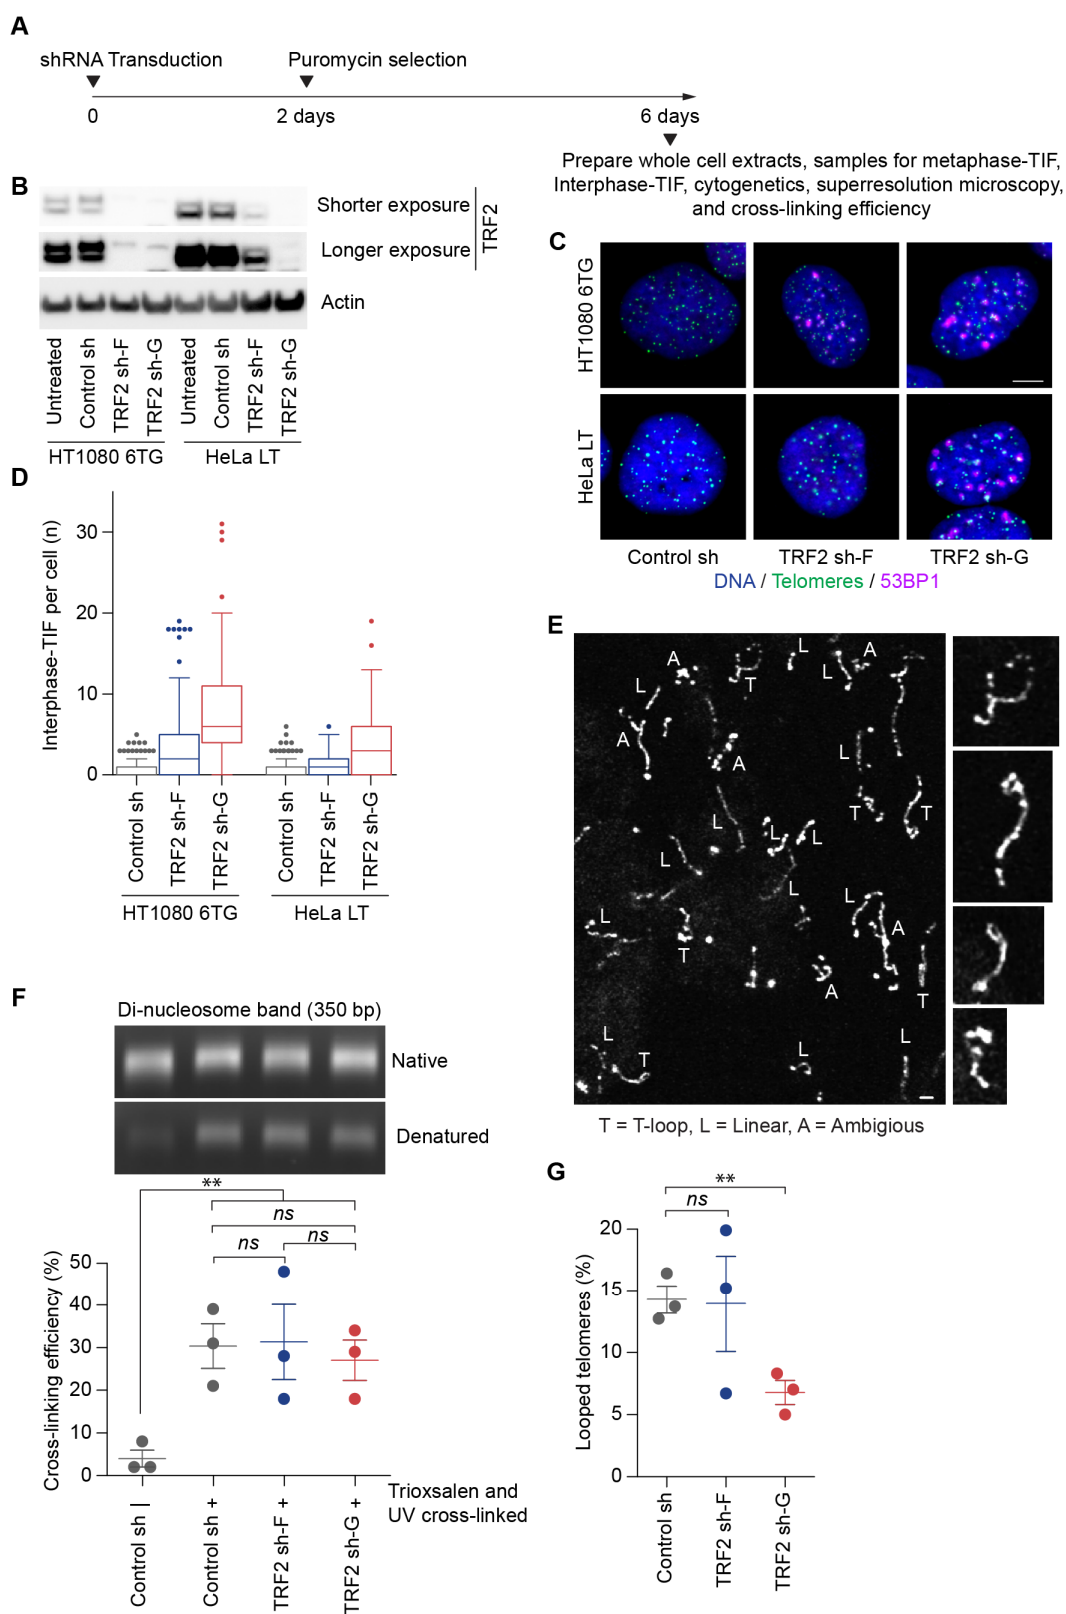 A
shRNA Transduction
Puromycin selection
0
2 days
6 days
Prepare whole cell extracts, samples for metaphase-TIF,
Interphase-TIF, cytogenetics, superresolution microscopy,
and cross-linking efficiency
B
Shorter exposure
Longer exposure
TRF2
Actin
Untreated
Control sh
TRF2 sh-F
TRF2 sh-G
Untreated
Control sh
TRF2 sh-F
TRF2 sh-G
HT1080 6TG
HeLa LT
C
HT1080 6TG
HeLa LT
Control sh
TRF2 sh-F
TRF2 sh-G
DNA / Telomeres / 53BP1
D
Interphase-TIF per cell (n)
30
20
10
0
Control sh
TRF2 sh-F
TRF2 sh-G
Control sh
TRF2 sh-F
TRF2 sh-G
HT1080 6TG
HeLa LT
E
L
A
A
L
T
L
A
L
A
T
T
L
L
L
L
L
L
L
A
T
A
T
L
L
L
T
T = T-loop, L = Linear, A = Ambigious
F
Di-nucleosome band (350 bp)
Native
Denatured
**
ns
ns
ns
Cross-linking efficiency (%)
50
40
30
20
10
0
Control sh –
Control sh +
TRF2 sh-F +
TRF2 sh-G +
Trioxsalen and
UV cross-linked
G
**
ns
Looped telomeres (%)
20
15
10
5
0
Control sh
TRF2 sh-F
TRF2 sh-G